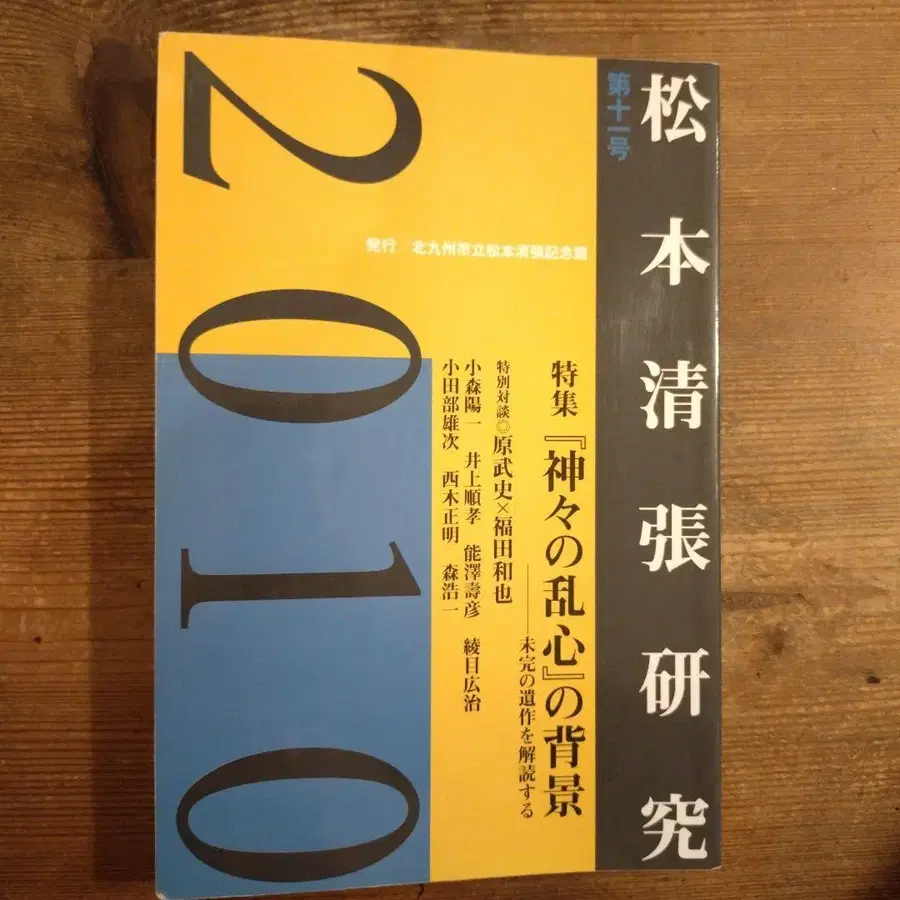 松本清張研究
第十一号
2010
発行／北九州市立松本清張記念館
特集『神々の乱心』の背景
――未完の遺作を解読する
特別対談◎原武史×福田和也
小森陽一 井上順孝 能澤壽彦 綾目広治
小田部雄次 西木正明 森浩一